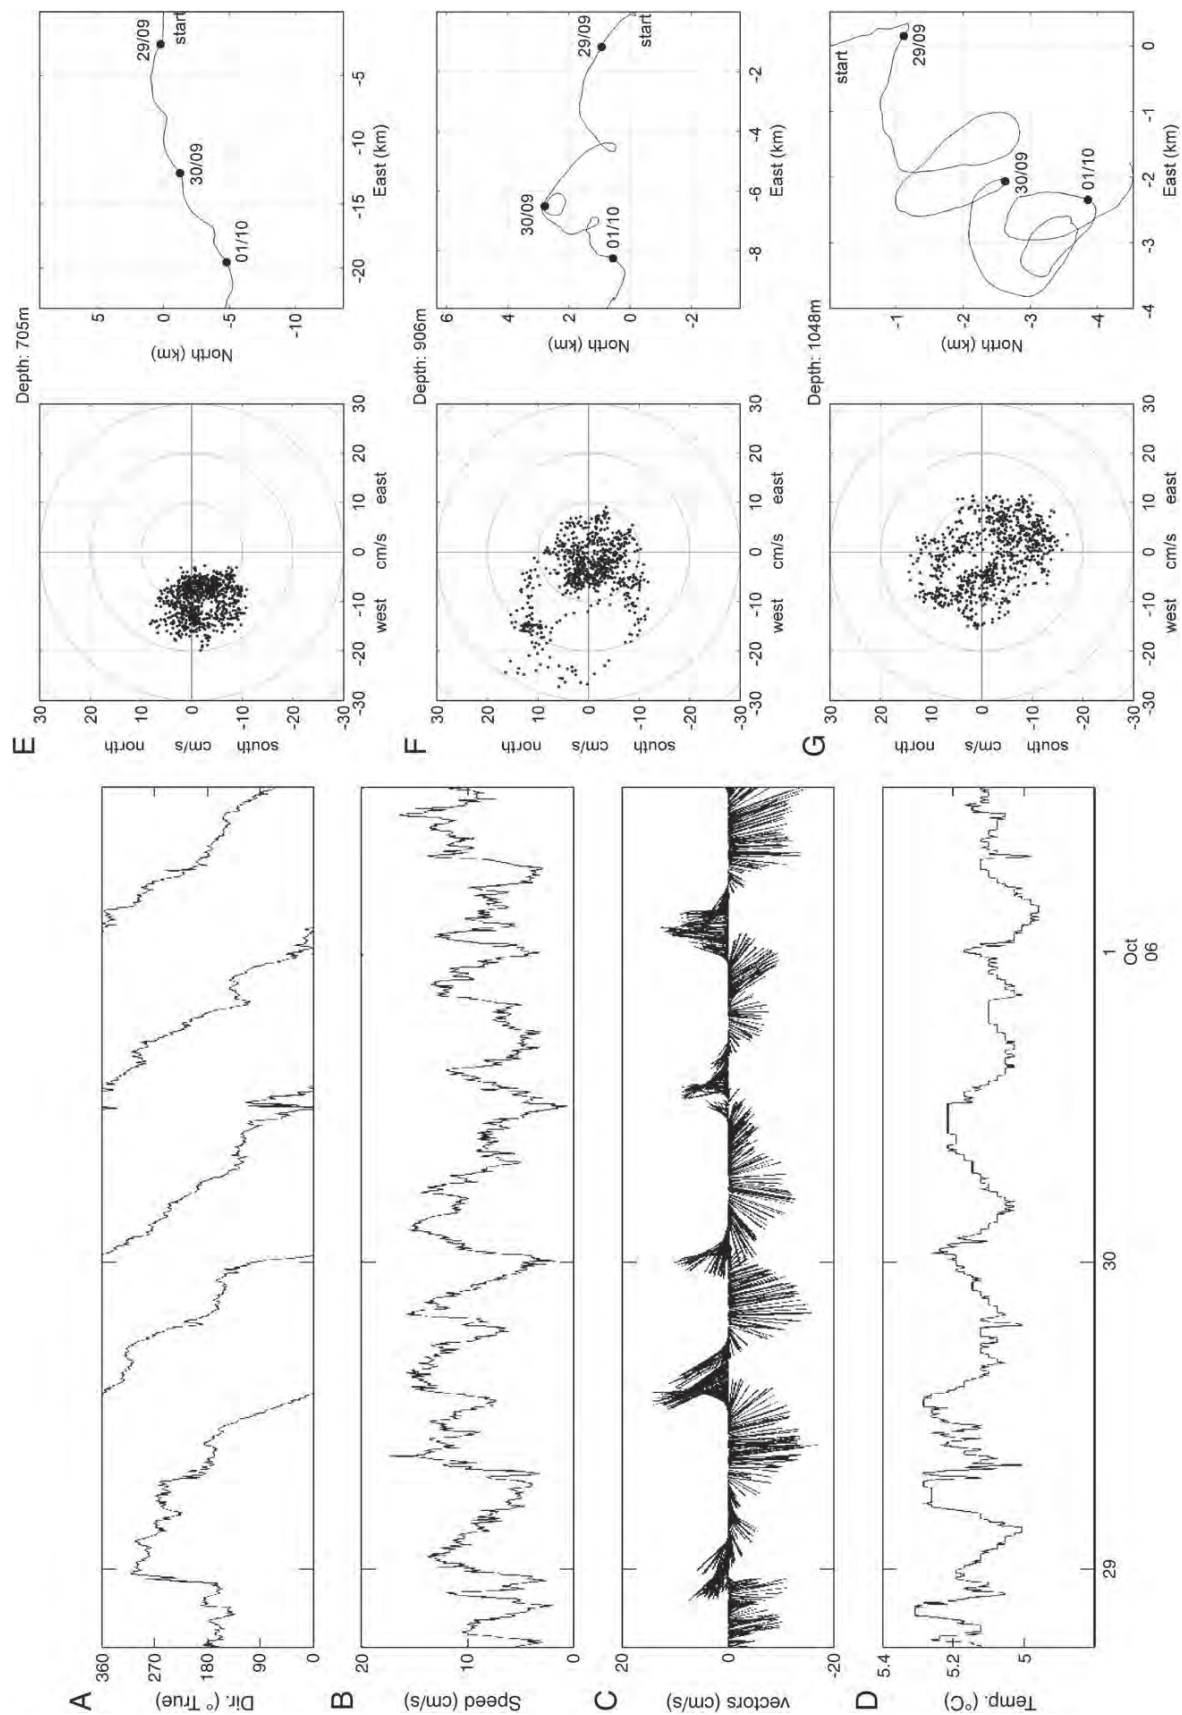 A
Dir. (° True)
360
270
180
90
0
B
Speed (cm/s)
20
10
0
C
vectors (cm/s)
20
0
-20
D
Temp. (°C)
5.4
5.2
5
29
30
1
Oct
06
E
south cm/s north
30
20
10
0
-10
-20
-30
-30 -20 -10 0 10 20 30
west cm/s east
Depth: 705m
North (km)
5
0
-5
-10
-20 -15 -10 -5
East (km)
start
29/09
30/09
01/10
F
south cm/s north
30
20
10
0
-10
-20
-30
-30 -20 -10 0 10 20 30
west cm/s east
Depth: 906m
North (km)
6
4
2
0
-2
-8 -6 -4 -2
East (km)
start
29/09
30/09
01/10
G
south cm/s north
30
20
10
0
-10
-20
-30
-30 -20 -10 0 10 20 30
west cm/s east
Depth: 1048m
North (km)
-1
-2
-3
-4
-4 -3 -2 -1 0
East (km)
start
29/09
30/09
01/10